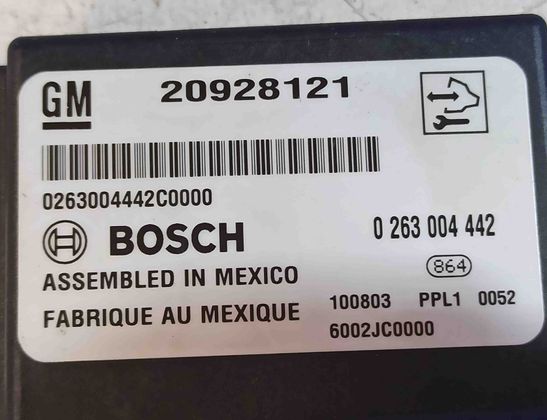 GM 20928121
0263004442C0000
BOSCH 0 263 004 442
864
ASSEMBLED IN MEXICO
100803 PPL1 0052
FABRIQUE AU MEXIQUE
6002JC0000